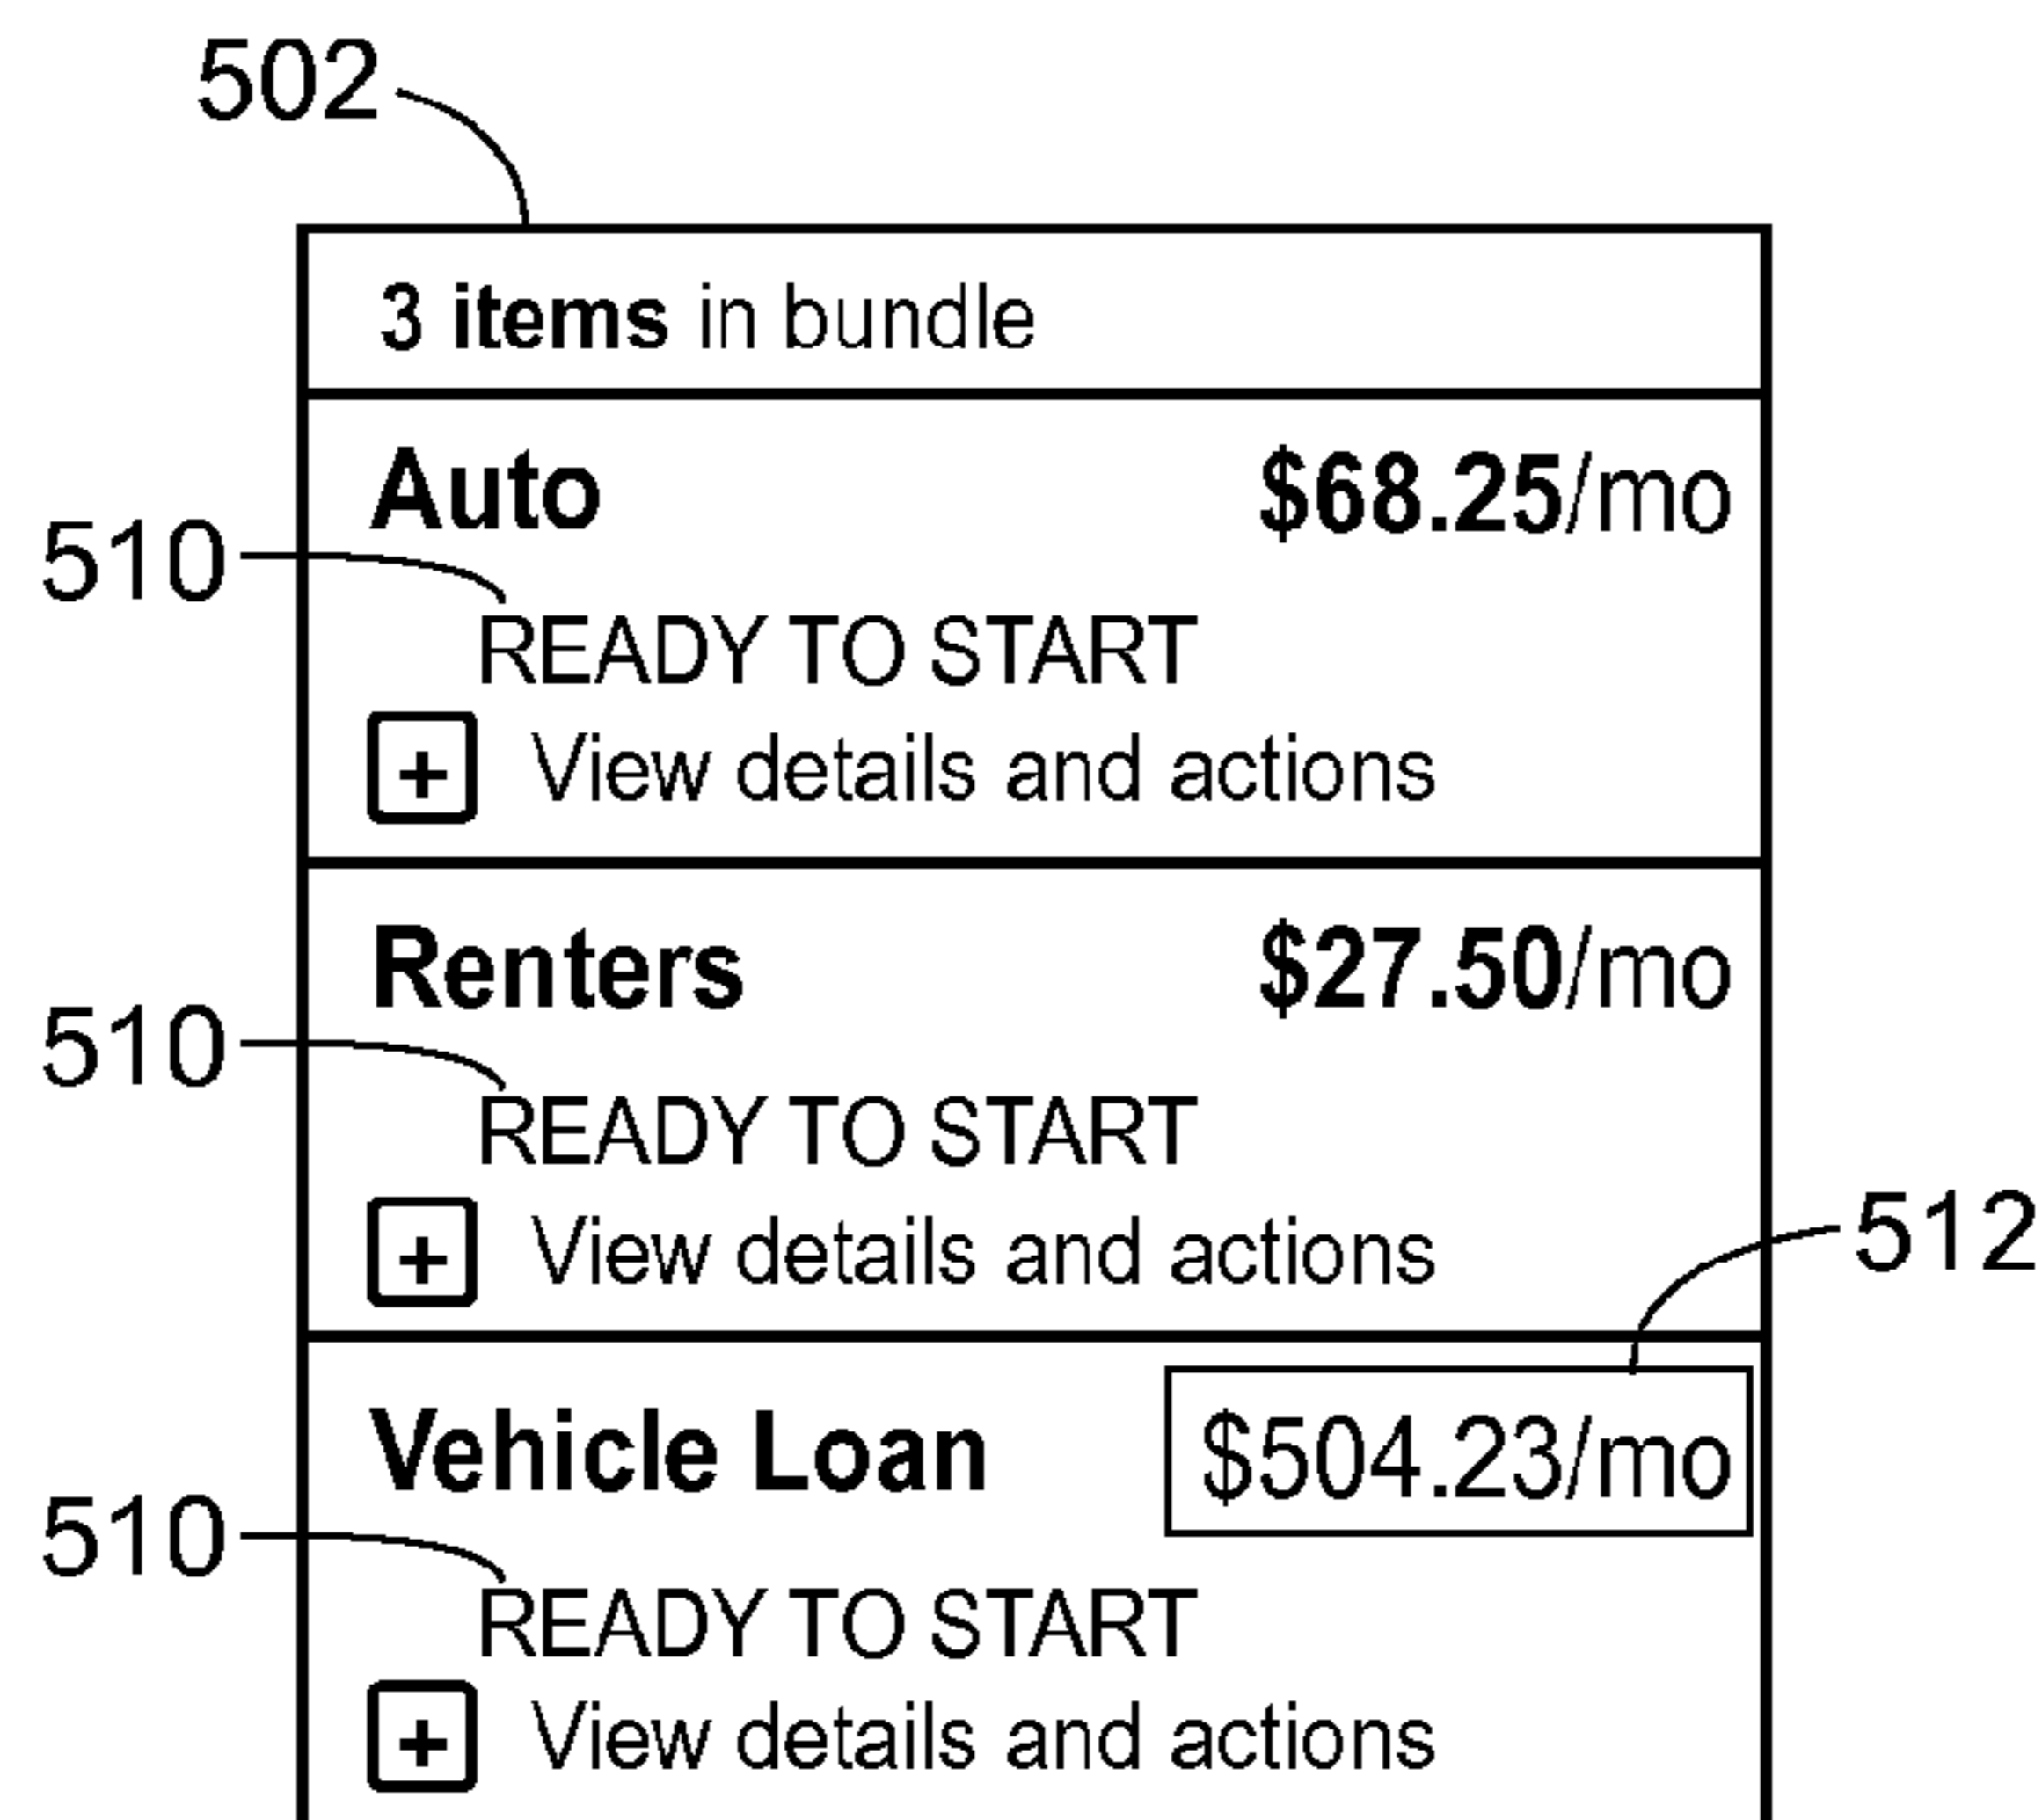 502
3 items in bundle
Auto $68.25/mo
510
READY TO START
+ View details and actions
Renters $27.50/mo
510
READY TO START
+ View details and actions
512
Vehicle Loan $504.23/mo
510
READY TO START
+ View details and actions